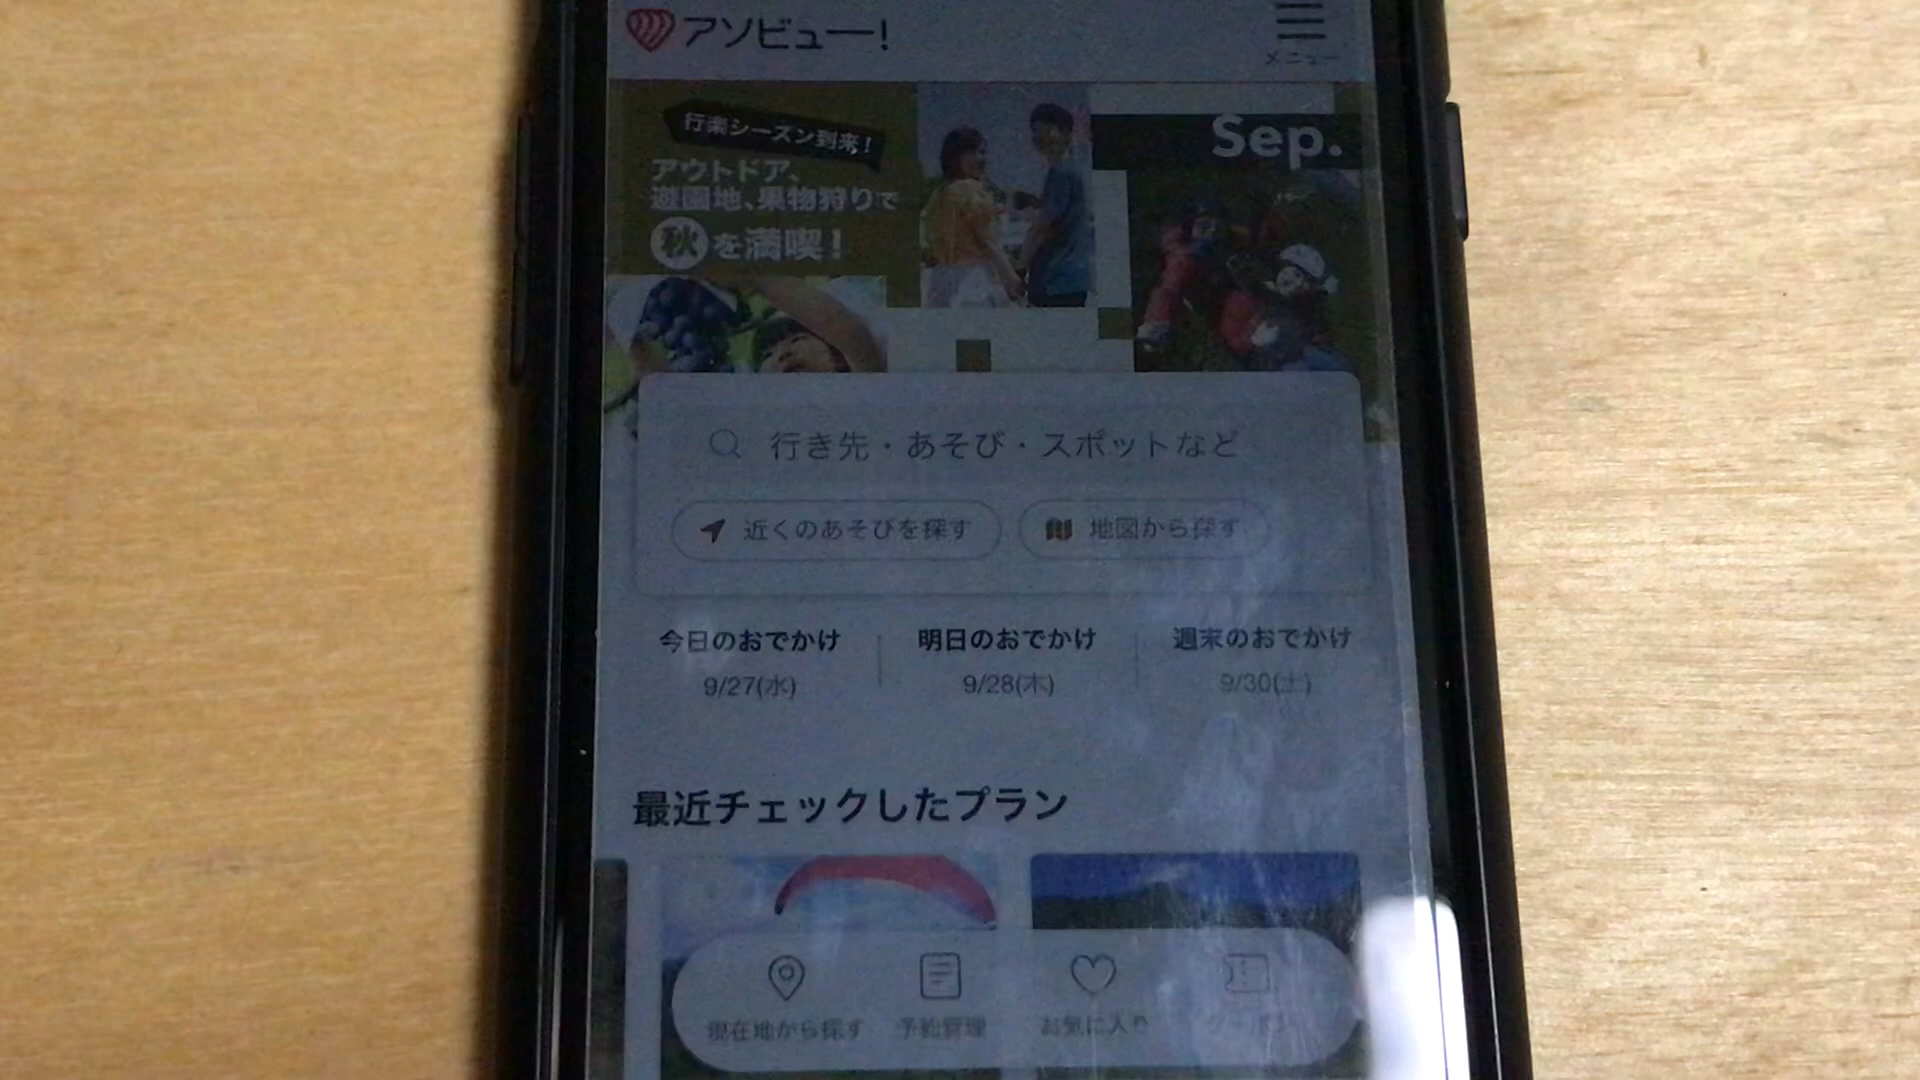 アソビュー!
メニュー
行楽シーズン到来!
アウトドア、
遊園地、果物狩りで
秋を満喫!
Sep.
行き先・あそび・スポットなど
近くのあそびを探す
地図から探す
今日のおでかけ
明日のおでかけ
週末のおでかけ
9/27(水)
9/28(木)
9/30(土)
最近チェックしたプラン
現在地から探す
予約管理
お気に入り
クーポン